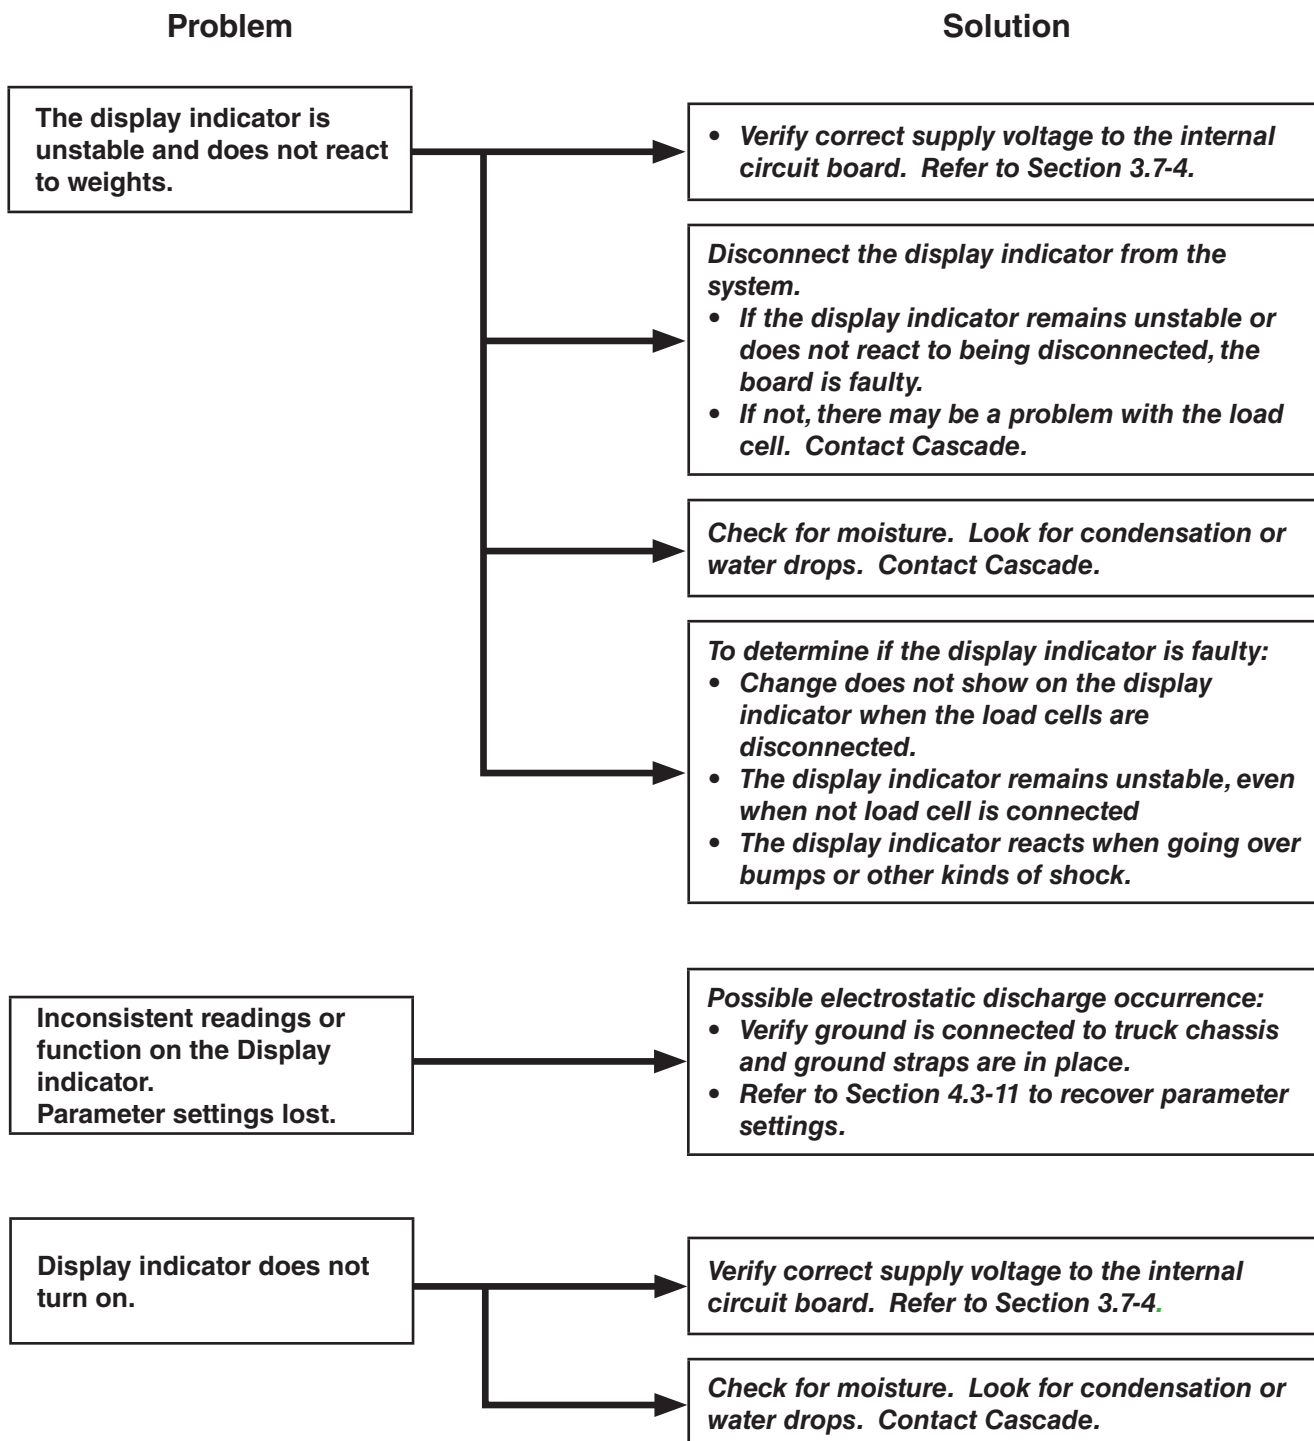 Problem
Solution
The display indicator is
unstable and does not react
to weights.
• Verify correct supply voltage to the internal
circuit board. Refer to Section 3.7-4.
Disconnect the display indicator from the
system.
• If the display indicator remains unstable or
does not react to being disconnected, the
board is faulty.
• If not, there may be a problem with the load
cell. Contact Cascade.
Check for moisture. Look for condensation or
water drops. Contact Cascade.
To determine if the display indicator is faulty:
• Change does not show on the display
indicator when the load cells are
disconnected.
• The display indicator remains unstable, even
when not load cell is connected
• The display indicator reacts when going over
bumps or other kinds of shock.
Inconsistent readings or
function on the Display
indicator.
Parameter settings lost.
Possible electrostatic discharge occurrence:
• Verify ground is connected to truck chassis
and ground straps are in place.
• Refer to Section 4.3-11 to recover parameter
settings.
Display indicator does not
turn on.
Verify correct supply voltage to the internal
circuit board. Refer to Section 3.7-4.
Check for moisture. Look for condensation or
water drops. Contact Cascade.